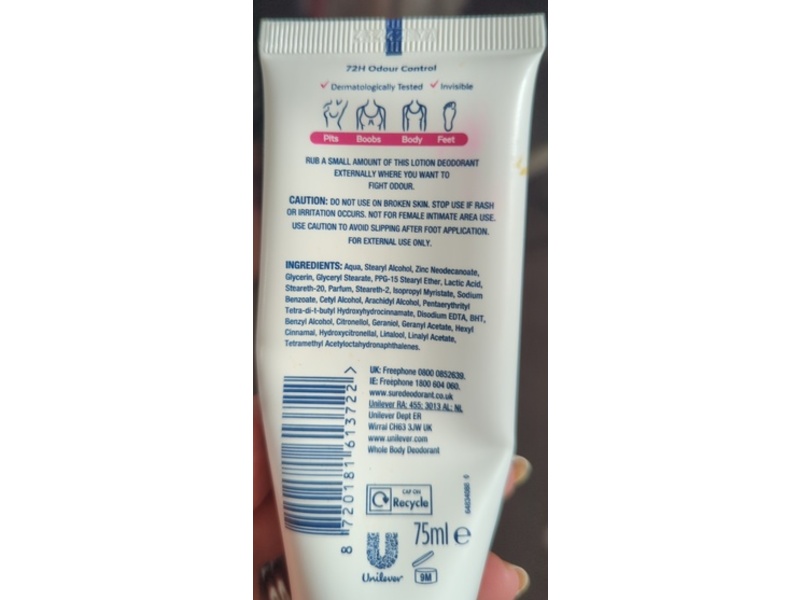 72H Odour Control
✓ Dermatologically Tested ✓ Invisible
Pits Boobs Body Feet
RUB A SMALL AMOUNT OF THIS LOTION DEODORANT
EXTERNALLY WHERE YOU WANT TO
FIGHT ODOUR.
CAUTION: DO NOT USE ON BROKEN SKIN. STOP USE IF RASH
OR IRRITATION OCCURS. NOT FOR FEMALE INTIMATE AREA USE.
USE CAUTION TO AVOID SLIPPING AFTER FOOT APPLICATION.
FOR EXTERNAL USE ONLY.
INGREDIENTS: Aqua, Stearyl Alcohol, Zinc Neodecanoate,
Glycerin, Glyceryl Stearate, PPG-15 Stearyl Ether, Lactic Acid,
Steareth-20, Parfum, Steareth-2, Isopropyl Myristate, Sodium
Benzoate, Cetyl Alcohol, Arachidyl Alcohol, Pentaerythrityl
Tetra-di-t-butyl Hydroxyhydrocinnamate, Disodium EDTA, BHT,
Benzyl Alcohol, Citronellol, Geraniol, Geranyl Acetate, Hexyl
Cinnamal, Hydroxycitronellal, Linalool, Linalyl Acetate,
Tetramethyl Acetyloctahydronaphthalenes.
UK: Freephone 0800 0852639.
IE: Freephone 1800 604 060.
www.suredeodorant.co.uk
Unilever RA; 455; 3013 AL; NL
Unilever Dept ER
Wirral CH63 3JW UK
www.unilever.com
Whole Body Deodorant
8 720181 613722 >
CAP ON
Recycle
75ml e
Unilever
9M